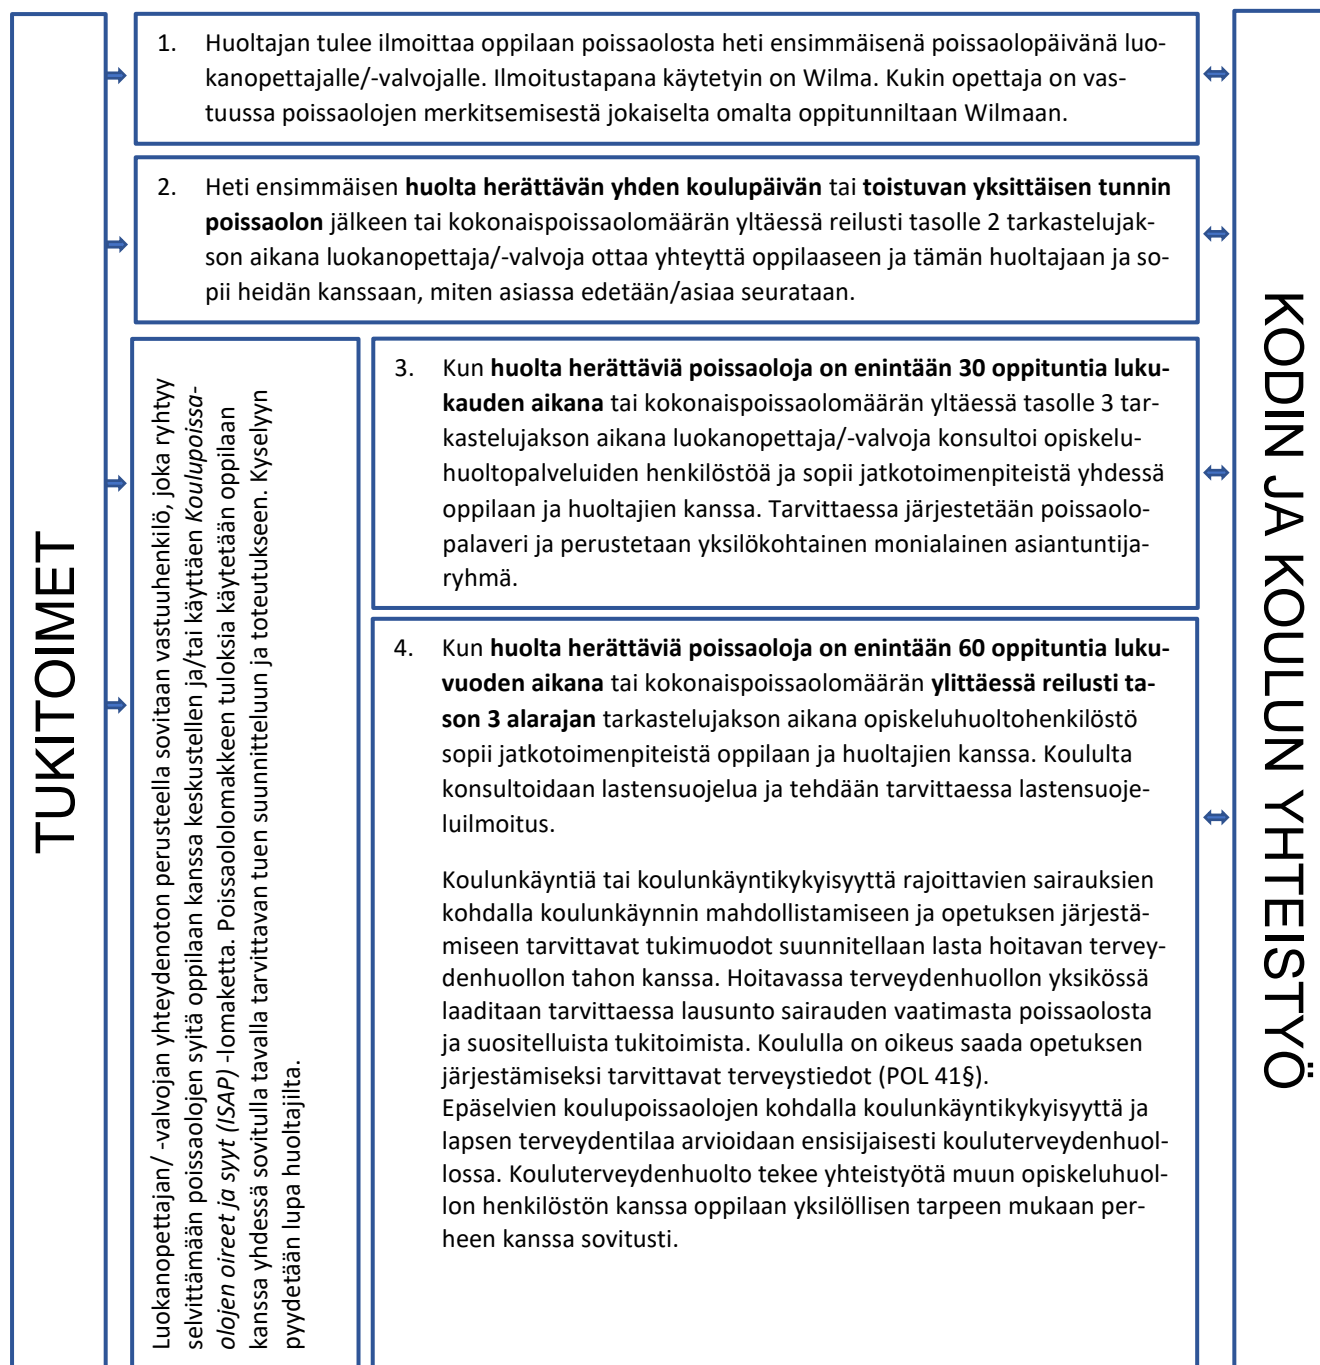 TUKITOIMET
1. Huoltajan tulee ilmoittaa oppilaan poissaolosta heti ensimmäisenä poissaolopäivänä luo-
kanopettajalle/-valvojalle. Ilmoitustapana käytetyin on Wilma. Kukin opettaja on vas-
tuussa poissaolojen merkitsemisestä jokaiselta omalta oppitunniltaan Wilmaan.
2. Heti ensimmäisen huolta herättävän yhden koulupäivän tai toistuvan yksittäisen tunnin
poissaolon jälkeen tai kokonaispoissaolomäärän yltäessä reilusti tasolle 2 tarkastelujak-
son aikana luokanopettaja/-valvoja ottaa yhteyttä oppilaaseen ja tämän huoltajaan ja so-
pii heidän kanssaan, miten asiassa edetään/asiaa seurataan.
Luokanopettajan/ -valvojan yhteydenoton perusteella sovitaan vastuuhenkilö, joka ryhtyy
selvittämään poissaolojen syitä oppilaan kanssa keskustellen ja/tai käyttäen Koulupoissa-
olojen oireet ja syyt (ISAP) -lomaketta. Poissaololomakkeen tuloksia käytetään oppilaan
kanssa yhdessä sovitulla tavalla tarvittavan tuen suunnitteluun ja toteutukseen. Kyselyyn
pyydetään lupa huoltajilta.
3. Kun huolta herättäviä poissaoloja on enintään 30 oppituntia luku-
kauden aikana tai kokonaispoissaolomäärän yltäessä tasolle 3 tar-
kastelujakson aikana luokanopettaja/-valvoja konsultoi opiskelu-
huoltopalveluiden henkilöstöä ja sopii jatkotoimenpiteistä yhdessä
oppilaan ja huoltajien kanssa. Tarvittaessa järjestetään poissaolo-
palaveri ja perustetaan yksilökohtainen monialainen asiantuntija-
ryhmä.
4. Kun huolta herättäviä poissaoloja on enintään 60 oppituntia luku-
vuoden aikana tai kokonaispoissaolomäärän ylittäessä reilusti ta-
son 3 alarajan tarkastelujakson aikana opiskeluhuoltohenkilöstö
sopii jatkotoimenpiteistä oppilaan ja huoltajien kanssa. Koululta
konsultoidaan lastensuojelua ja tehdään tarvittaessa lastensuoje-
luilmoitus.
Koulunkäyntiä tai koulunkäyntikykyisyyttä rajoittavien sairauksien
kohdalla koulunkäynnin mahdollistamiseen ja opetuksen järjestä-
miseen tarvittavat tukimuodot suunnitellaan lasta hoitavan tervey-
denhuollon tahon kanssa. Hoitavassa terveydenhuollon yksikössä
laaditaan tarvittaessa lausunto sairauden vaatimasta poissaolosta
ja suositelluista tukitoimista. Koululla on oikeus saada opetuksen
järjestämiseksi tarvittavat terveystiedot (POL 41§).
Epäselvien koulupoissaolojen kohdalla koulunkäyntikykyisyyttä ja
lapsen terveydentilaa arvioidaan ensisijaisesti kouluterveydenhuol-
lossa. Kouluterveydenhuolto tekee yhteistyötä muun opiskeluhuol-
lon henkilöstön kanssa oppilaan yksilöllisen tarpeen mukaan per-
heen kanssa sovitusti.
KODIN JA KOULUN YHTEISTYÖ